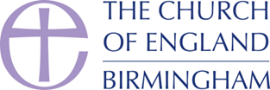 THE CHURCH
OF ENGLAND
BIRMINGHAM